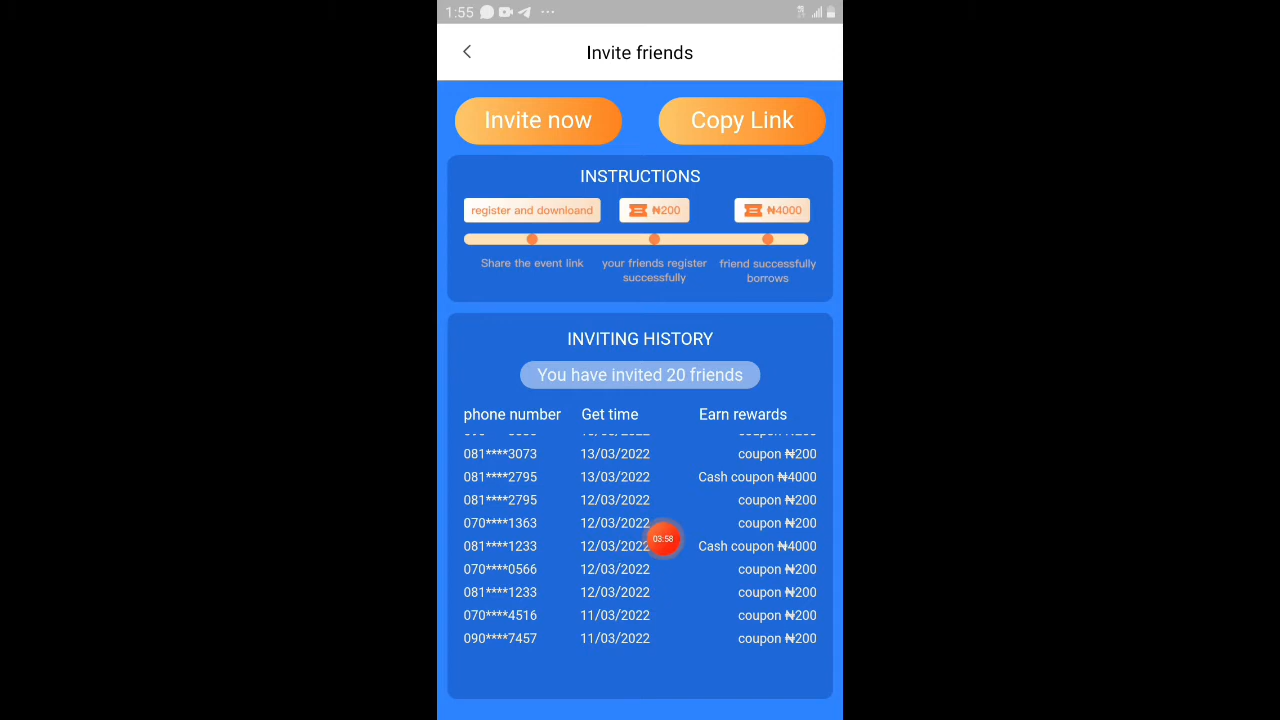 1:55
Invite friends
Invite now
Copy Link
INSTRUCTIONS
register and downloand
₦200
₦4000
Share the event link
your friends register
successfully
friend successfully
borrows
INVITING HISTORY
You have invited 20 friends
phone number Get time Earn rewards
081****3073 13/03/2022 coupon ₦200
081****2795 13/03/2022 Cash coupon ₦4000
081****2795 12/03/2022 coupon ₦200
070****1363 12/03/2022 coupon ₦200
03:58
081****1233 12/03/2022 Cash coupon ₦4000
070****0566 12/03/2022 coupon ₦200
081****1233 12/03/2022 coupon ₦200
070****4516 11/03/2022 coupon ₦200
090****7457 11/03/2022 coupon ₦200